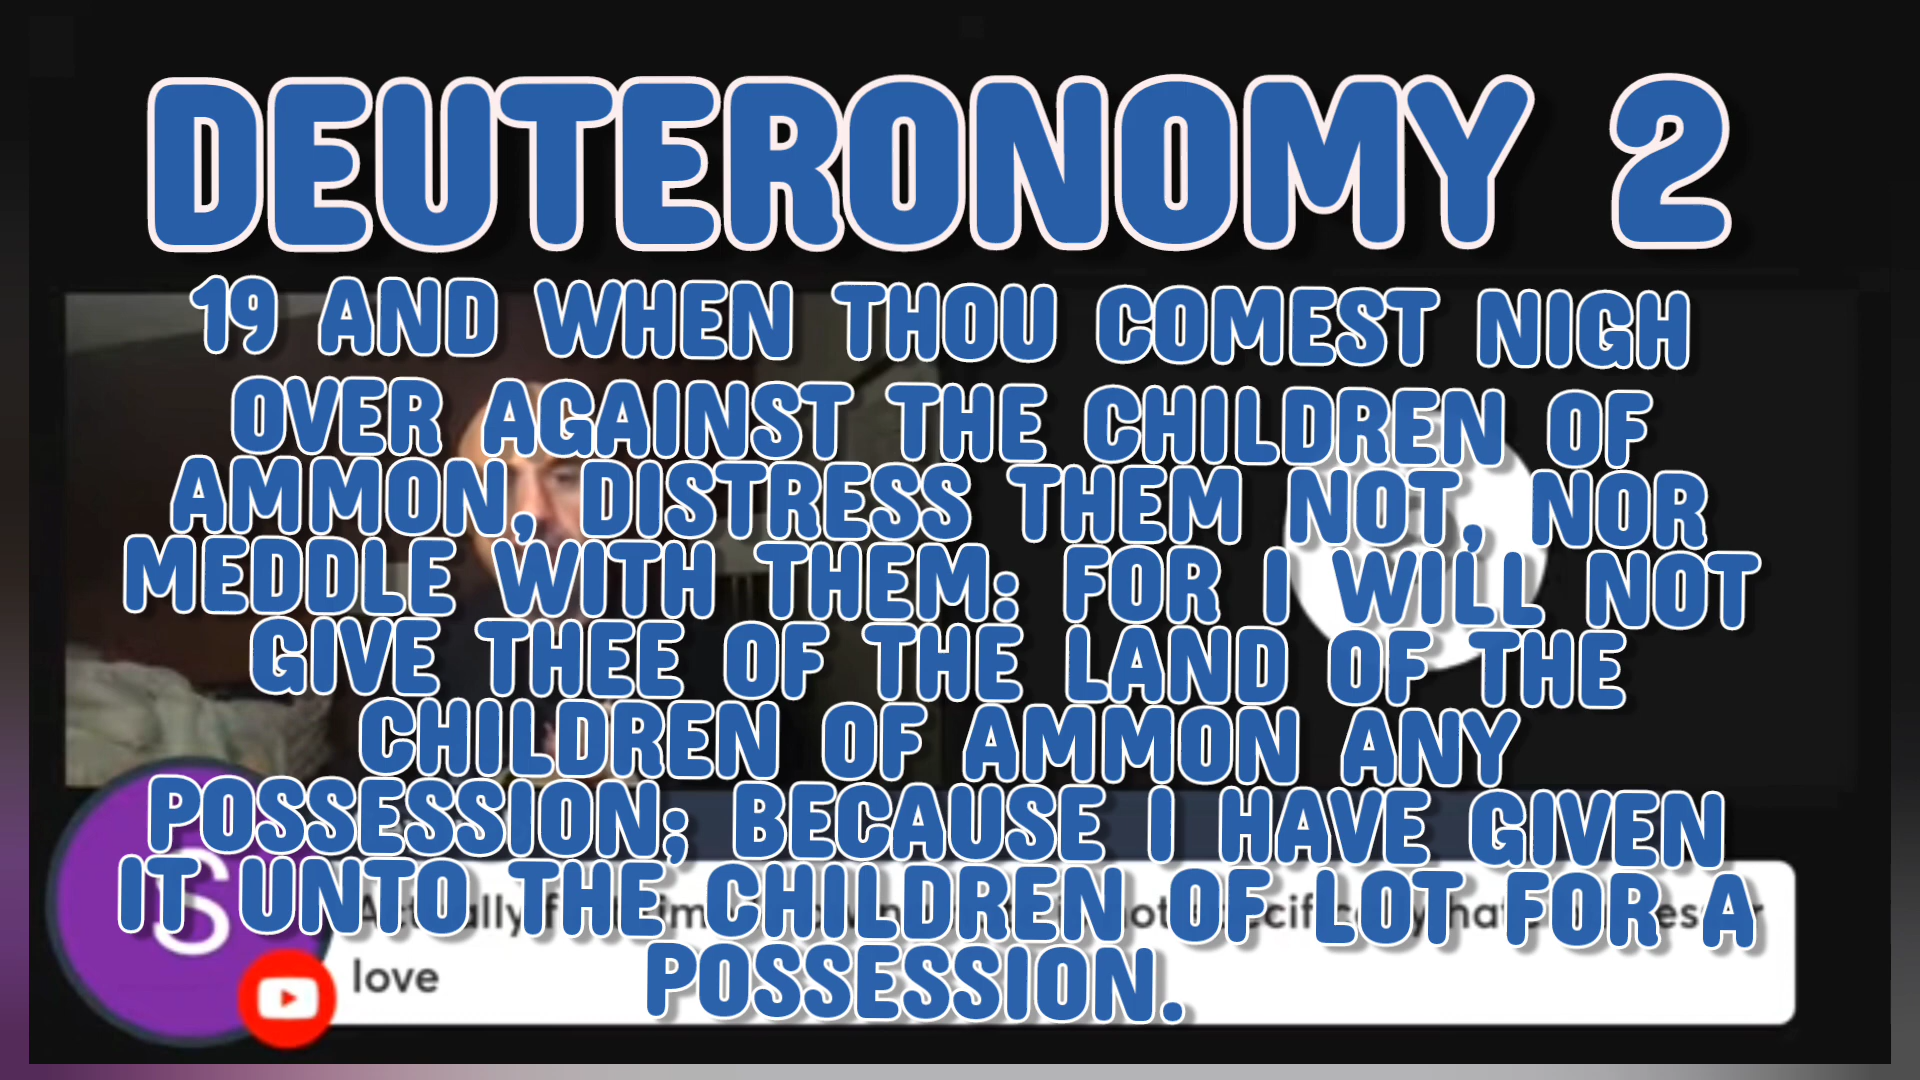 DEUTERONOMY 2
19 AND WHEN THOU COMEST NIGH
OVER AGAINST THE CHILDREN OF
AMMON, DISTRESS THEM NOT, NOR
MEDDLE WITH THEM: FOR I WILL NOT
GIVE THEE OF THE LAND OF THE
CHILDREN OF AMMON ANY
POSSESSION; BECAUSE I HAVE GIVEN
IT UNTO THE CHILDREN OF LOT FOR A
POSSESSION.
S
Actually
love